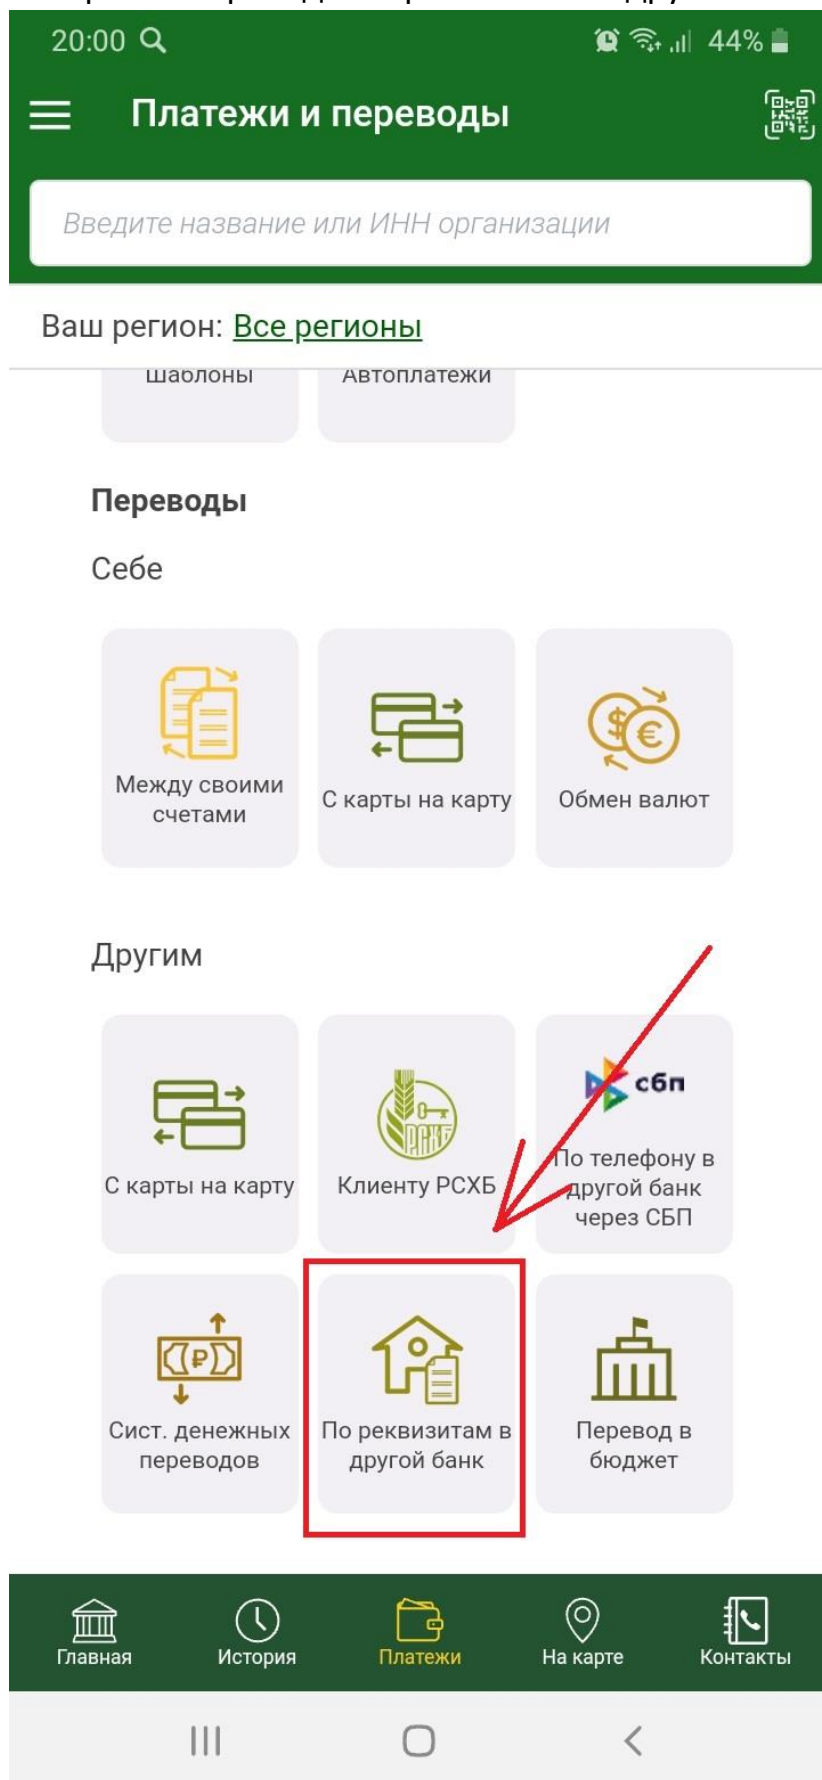 20:00
44%
Платежи и переводы
Введите название или ИНН организации
Ваш регион: Все регионы
Шаблоны
Автоплатежи
Переводы
Себе
Между своими
счетами
С карты на карту
Обмен валют
Другим
С карты на карту
РСХБ
Клиенту РСХБ
сбп
По телефону в
другой банк
через СБП
Сист. денежных
переводов
По реквизитам в
другой банк
Перевод в
бюджет
Главная
История
Платежи
На карте
Контакты